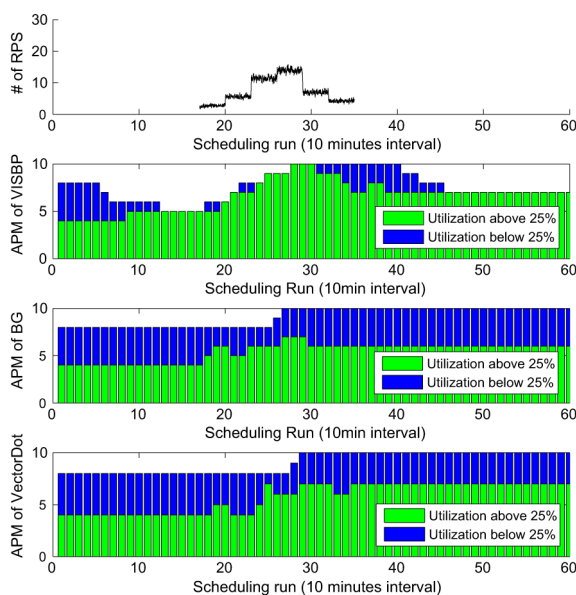 # of RPS
30
20
10
0
0 10 20 30 40 50 60
Scheduling run (10 minutes interval)
APM of VISBP
10
5
0
Utilization above 25%
Utilization below 25%
0 10 20 30 40 50 60
Scheduling Run (10min interval)
APM of BG
10
5
0
Utilization above 25%
Utilization below 25%
0 10 20 30 40 50 60
Scheduling Run (10min interval)
APM of VectorDot
10
5
0
Utilization above 25%
Utilization below 25%
0 10 20 30 40 50 60
Scheduling run (10 minutes interval)